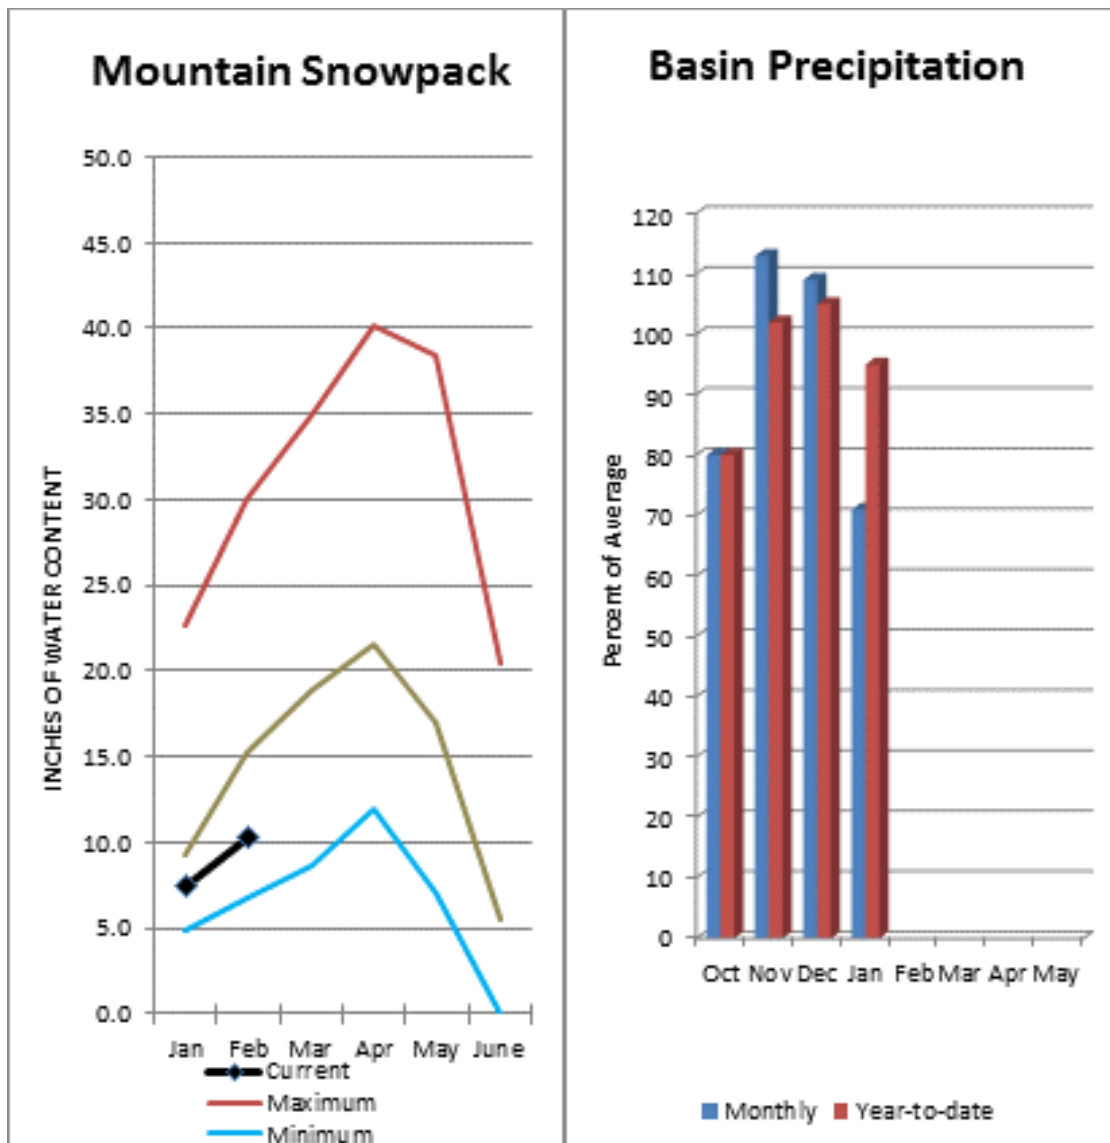 Mountain Snowpack
INCHES OF WATER CONTENT
50.0
45.0
40.0
35.0
30.0
25.0
20.0
15.0
10.0
5.0
0.0
Jan Feb Mar Apr May June
Current
Maximum
Minimum
Basin Precipitation
Percent of Average
120
110
100
90
80
70
60
50
40
30
20
10
0
Oct Nov Dec Jan Feb Mar Apr May
Monthly Year-to-date